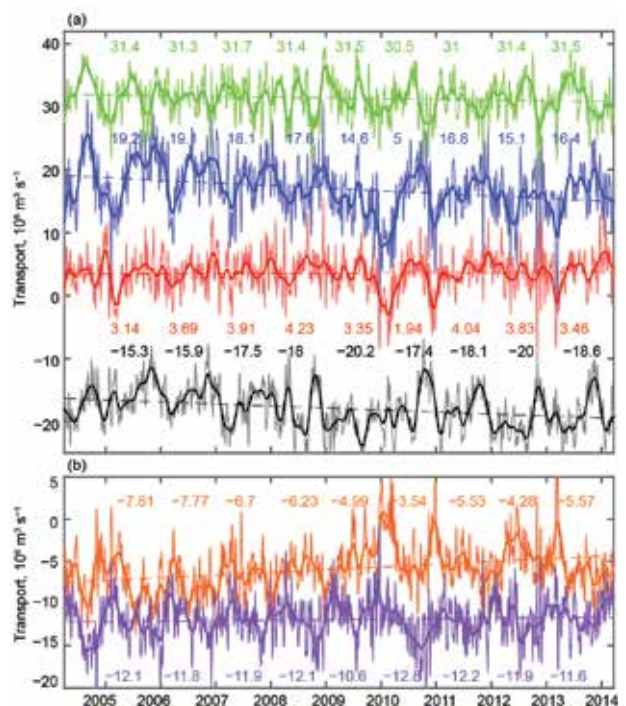 (a)
40
30
20
10
0
−10
−20
Transport, 10⁶ m³ s⁻¹
31.4 31.3 31.7 31.4 31.5 30.5 31 31.4 31.5
19.2 19.1 18.1 17.6 14.6 5 16.8 15.1 16.4
3.14 3.69 3.91 4.23 3.35 1.94 4.04 3.83 3.46
−15.3 −15.9 −17.5 −18 −20.2 −17.4 −18.1 −20 −18.6
(b)
5
0
−5
−10
−15
−20
Transport, 10⁶ m³ s⁻¹
−7.81 −7.77 −6.7 −6.23 −4.99 −3.54 −5.53 −4.28 −5.57
−12.1 −11.8 −11.9 −12.1 −10.6 −12.8 −12.2 −11.9 −11.6
2005 2006 2007 2008 2009 2010 2011 2012 2013 2014